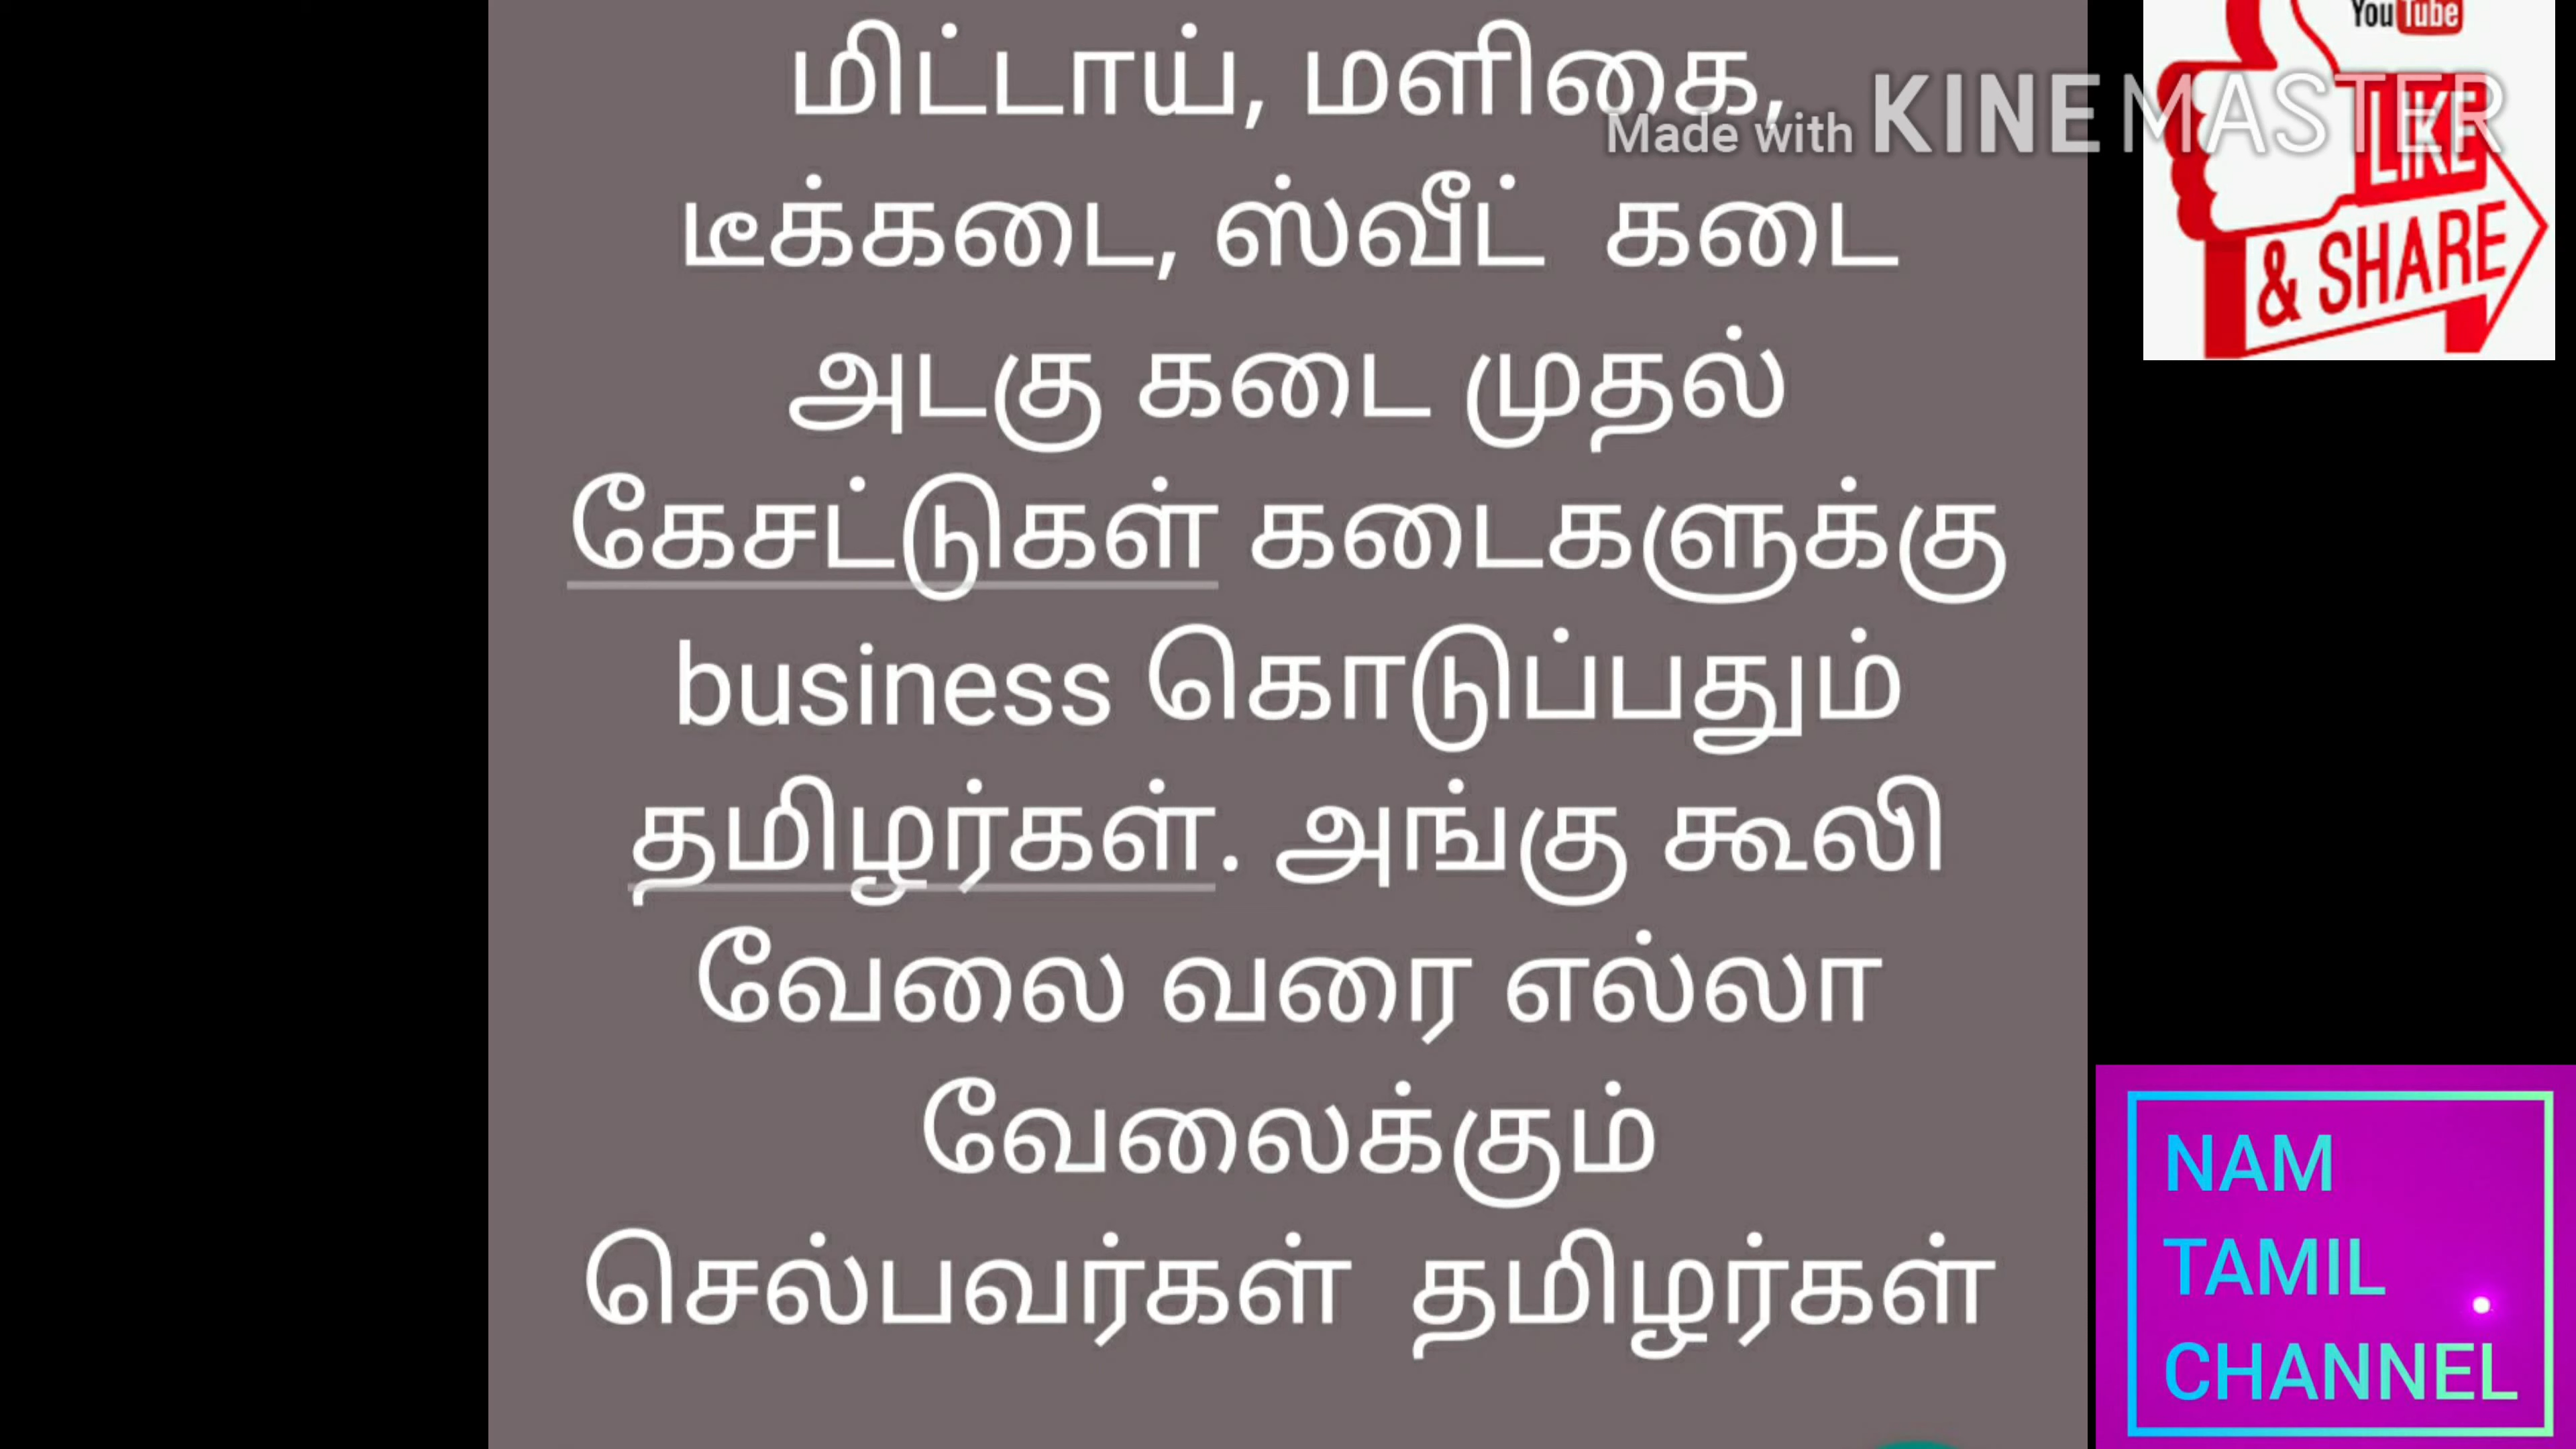 மிட்டாய், மளிகை,
டீக்கடை, ஸ்வீட் கடை
அடகு கடை முதல்
கேசட்டுகள் கடைகளுக்கு
business கொடுப்பதும்
தமிழர்கள். அங்கு கூலி
வேலை வரை எல்லா
வேலைக்கும்
செல்பவர்கள் தமிழர்கள்
Made with KINEMASTER
YouTube
LIKE
& SHARE
NAM
TAMIL
CHANNEL